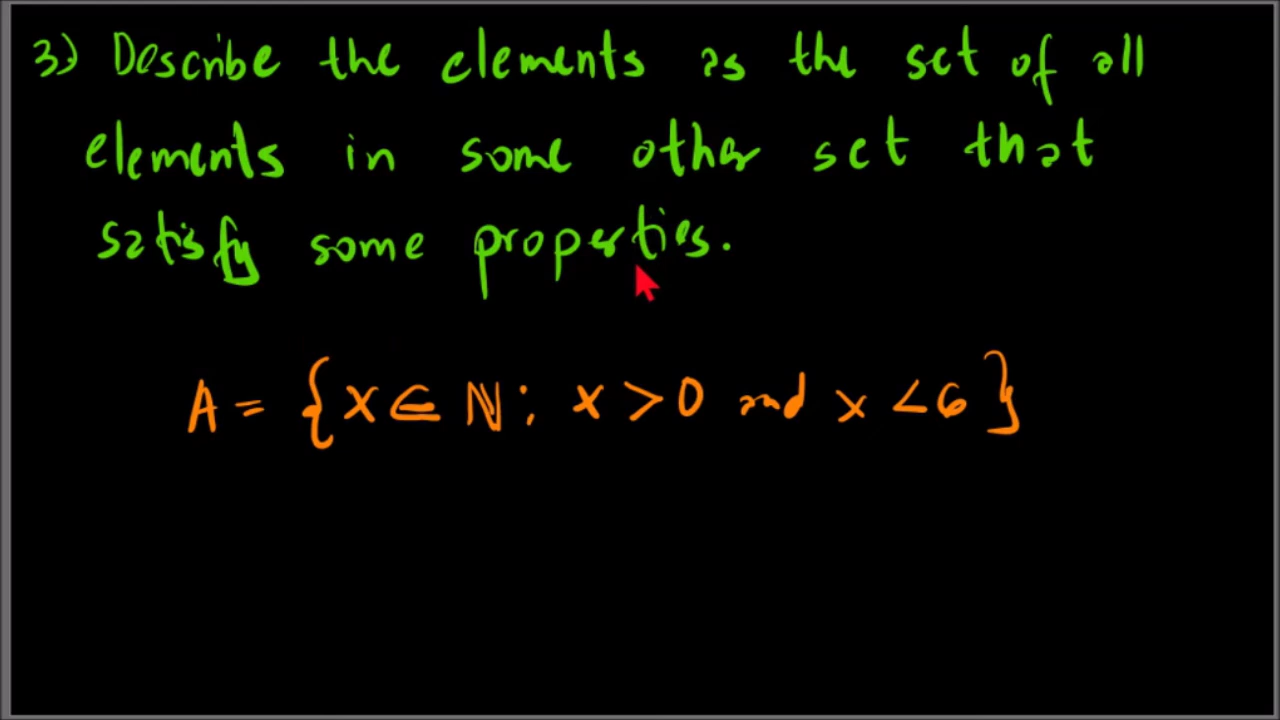 3) Describe the elements as the set of all
elements in some other set that
satisfy some properties.
A = {x ∈ ℕ : x > 0 and x < 6}